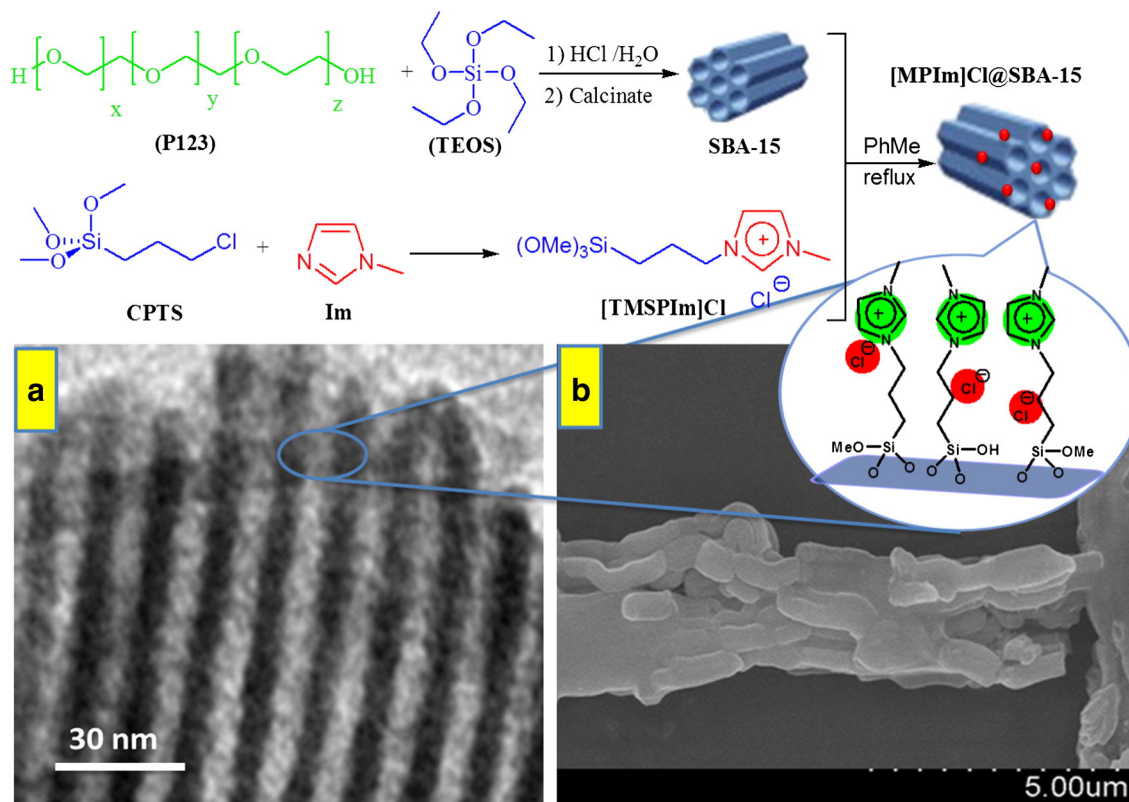 H O O O OH
x y z
(P123)
+
O O Si O O
(TEOS)
1) HCl /H₂O
2) Calcinate
SBA-15
[MPIm]Cl@SBA-15
PhMe
reflux
O O O Si Cl
CPTS
+
N N
Im
(OMe)₃Si N + N
Cl ⊖
[TMSPIm]Cl
N + N Cl ⊖
N + N Cl ⊖
N + N Cl ⊖
MeO Si O O
Si OH O O
Si OMe O O
a
30 nm
b
5.00um